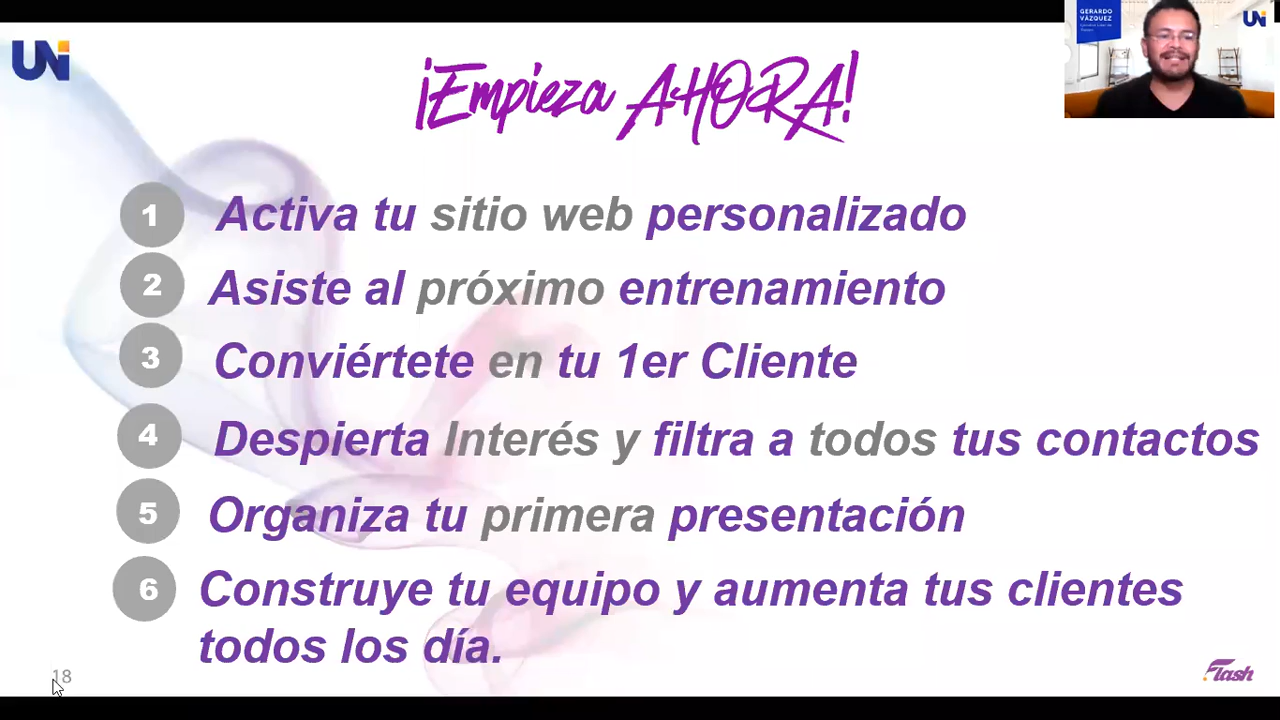 UNi
¡Empieza AHORA!
GERARDO
VÁZQUEZ
UNi
1 Activa tu sitio web personalizado
2 Asiste al próximo entrenamiento
3 Conviértete en tu 1er Cliente
4 Despierta Interés y filtra a todos tus contactos
5 Organiza tu primera presentación
6 Construye tu equipo y aumenta tus clientes
todos los día.
18
Flash